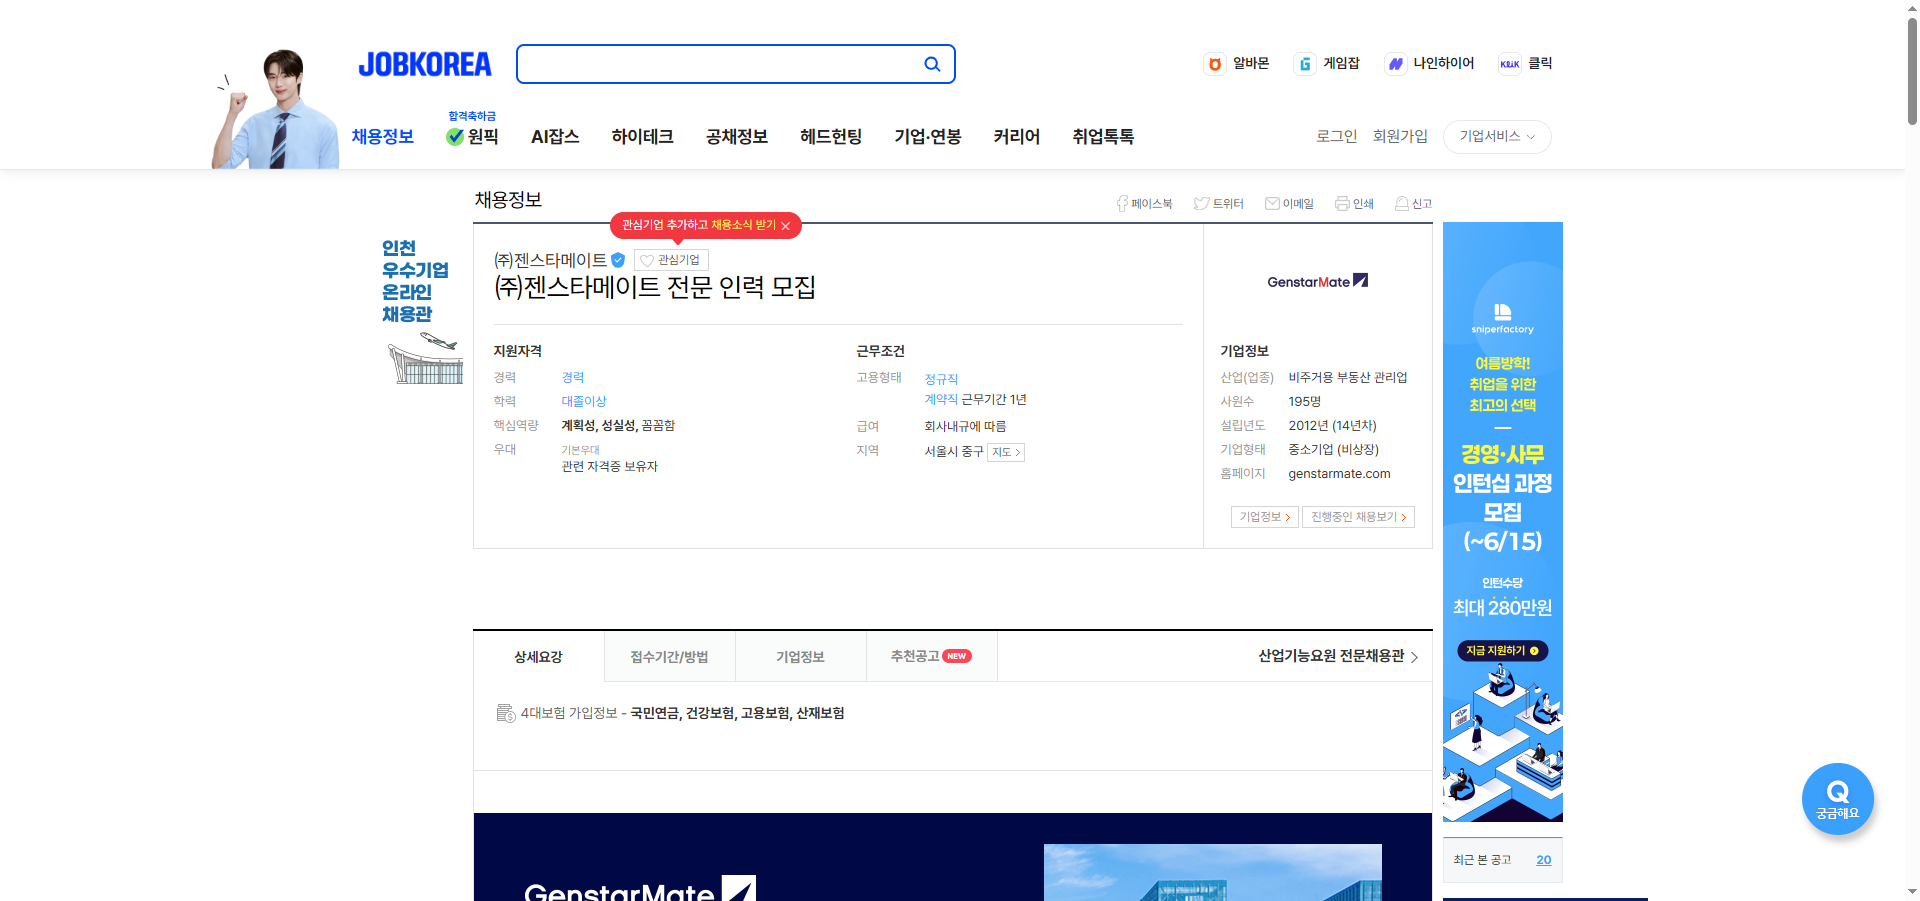 JOBKOREA
알바몬
게임잡
나인하이어
KLiK 클릭
합격축하금
채용정보
원픽
AI잡스
하이테크
공채정보
헤드헌팅
기업·연봉
커리어
취업톡톡
로그인
회원가입
기업서비스
채용정보
페이스북
트위터
이메일
인쇄
신고
관심기업 추가하고 채용소식 받기
인천
우수기업
온라인
채용관
㈜젠스타메이트
관심기업
㈜젠스타메이트 전문 인력 모집
GenstarMate
지원자격
경력 경력
학력 대졸이상
핵심역량 계획성, 성실성, 꼼꼼함
우대 기본우대
관련 자격증 보유자
근무조건
고용형태 정규직
계약직 근무기간 1년
급여 회사내규에 따름
지역 서울시 중구 지도 >
기업정보
산업(업종) 비주거용 부동산 관리업
사원수 195명
설립년도 2012년 (14년차)
기업형태 중소기업 (비상장)
홈페이지 genstarmate.com
기업정보 >
진행중인 채용보기 >
sniperfactory
여름방학!
취업을 위한
최고의 선택
경영·사무
인턴십 과정
모집
(~6/15)
인턴수당
최대 280만원
지금 지원하기
상세요강
접수기간/방법
기업정보
추천공고 NEW
산업기능요원 전문채용관 >
4대보험 가입정보 - 국민연금, 건강보험, 고용보험, 산재보험
GenstarMate
Q
궁금해요
최근 본 공고 20